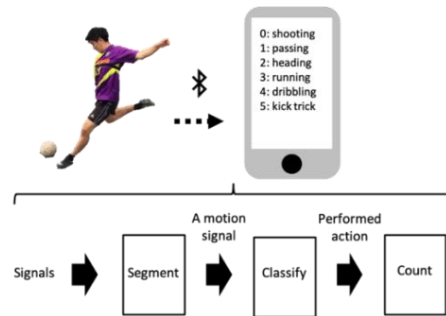 0: shooting
1: passing
2: heading
3: running
4: dribbling
5: kick trick
A motion
signal
Performed
action
Signals
Segment
Classify
Count